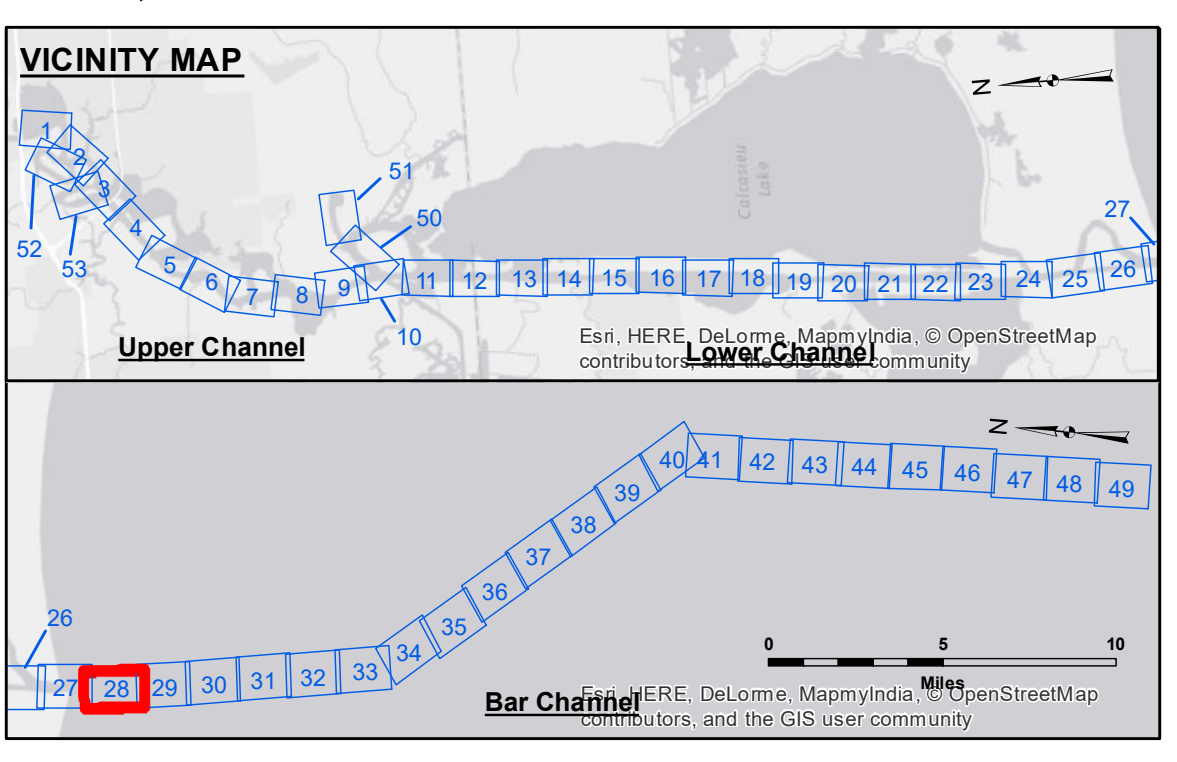 VICINITY MAP
N
1
2
3
52
53
4
5
6
7
8
9
51
50
10
11 12 13 14 15 16 17 18 19 20 21 22 23 24 25 26
27
Calcasieu
Lake
Upper Channel
Lower Channel
Esri, HERE, DeLorme, MapmyIndia, © OpenStreetMap
contributors, and the GIS user community
N
26
27 28 29 30 31 32 33 34 35 36 37 38 39 40 41 42 43 44 45 46 47 48 49
0 5 10
Miles
Bar Channel
Esri, HERE, DeLorme, MapmyIndia, © OpenStreetMap
contributors, and the GIS user community